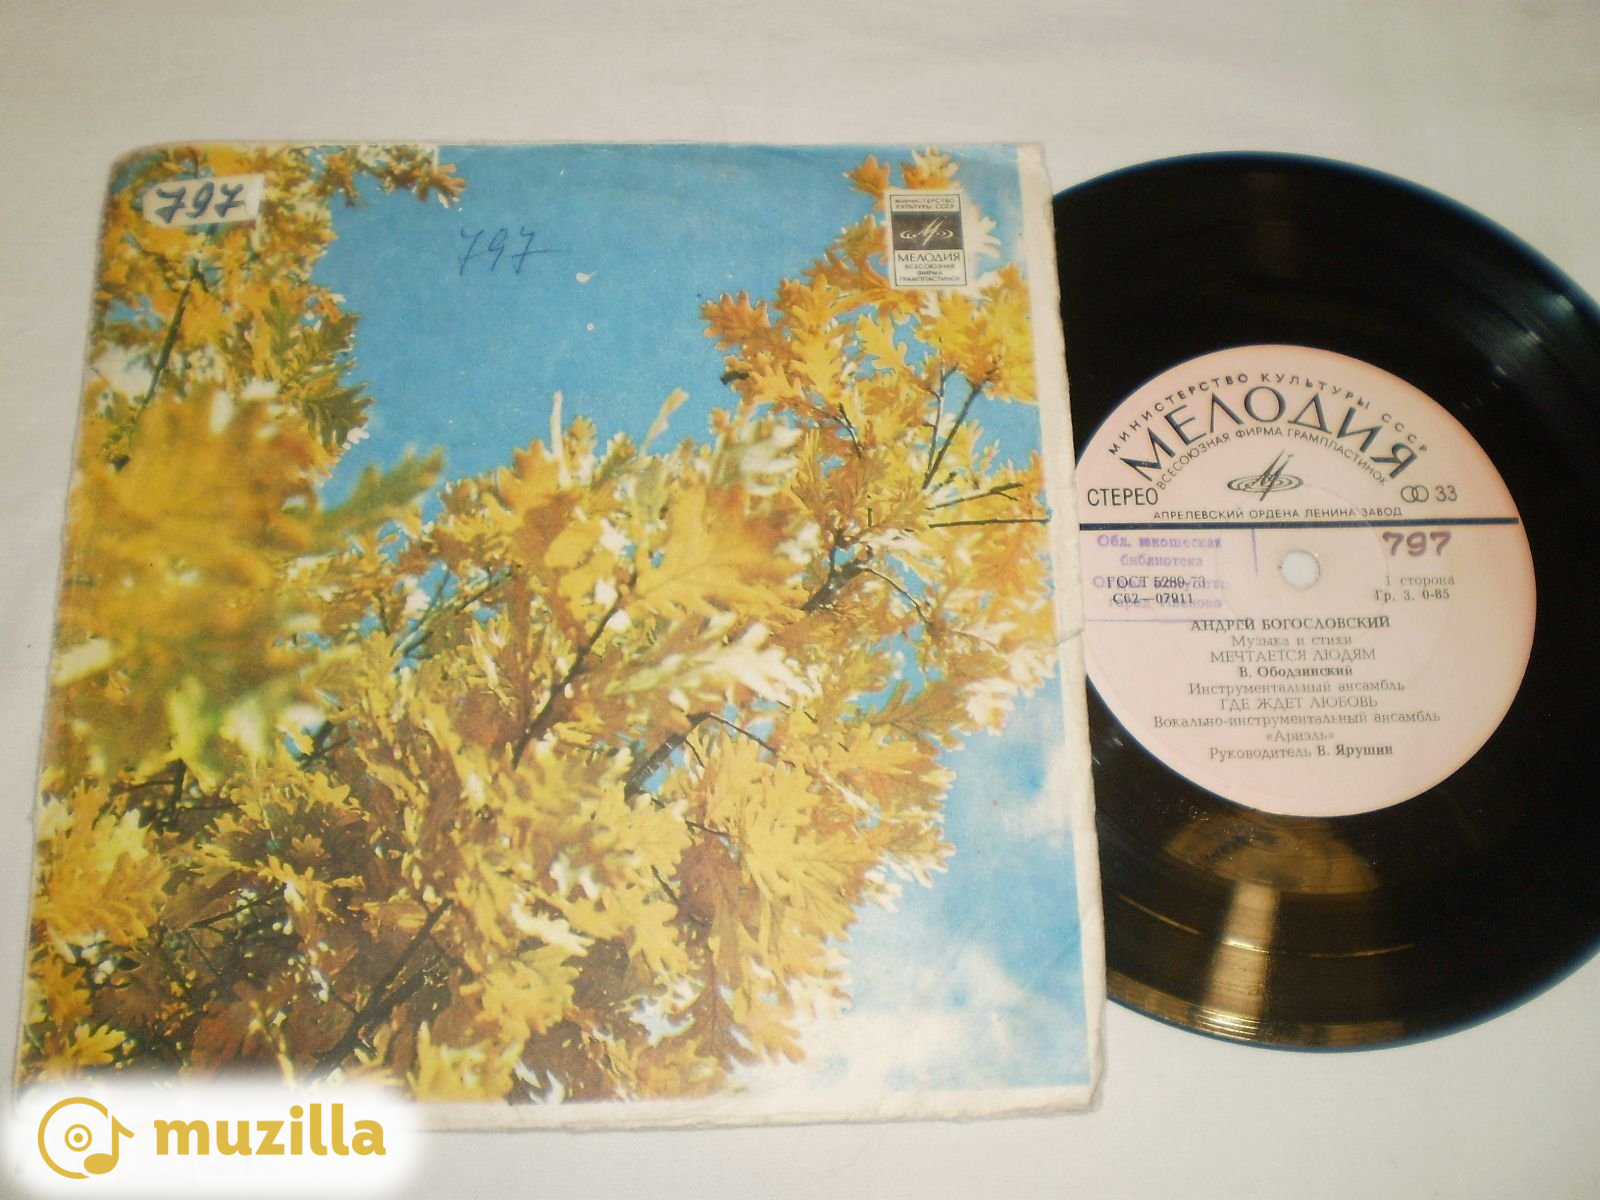 797
797
МИНИСТЕРСТВО
КУЛЬТУРЫ СССР
МЕЛОДИЯ
ВСЕСОЮЗНАЯ
ФИРМА
ГРАМПЛАСТИНОК
МИНИСТЕРСТВО КУЛЬТУРЫ СССР
МЕЛОДИЯ
ВСЕСОЮЗНАЯ ФИРМА ГРАМПЛАСТИНОК
СТЕРЕО
33
АПРЕЛЕВСКИЙ ОРДЕНА ЛЕНИНА ЗАВОД
Обл. юношеская
библиотека
797
ГОСТ 5289-73
1 сторона
С62—07911
Гр. 3. 0-85
АНДРЕЙ БОГОСЛОВСКИЙ
Музыка и стихи
МЕЧТАЕТСЯ ЛЮДЯМ
В. Ободзинский
Инструментальный ансамбль
ГДЕ ЖДЕТ ЛЮБОВЬ
Вокально-инструментальный ансамбль
«Ариэль»
Руководитель В. Ярушин
muzilla